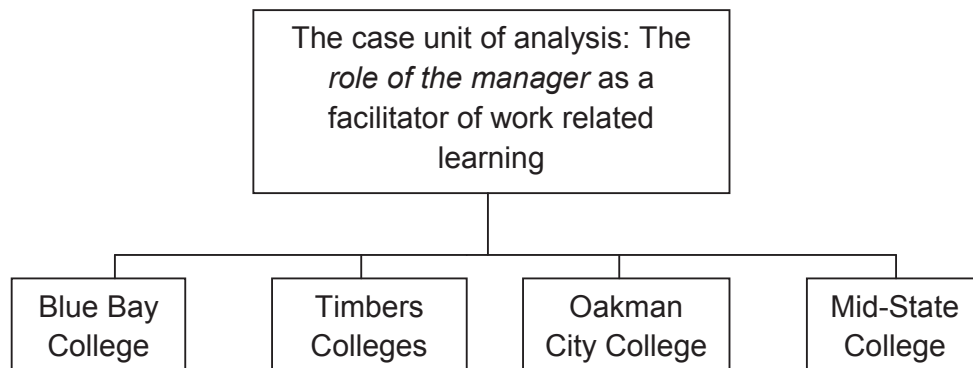 The case unit of analysis: The
role of the manager as a
facilitator of work related
learning
Blue Bay
College
Timbers
Colleges
Oakman
City College
Mid-State
College